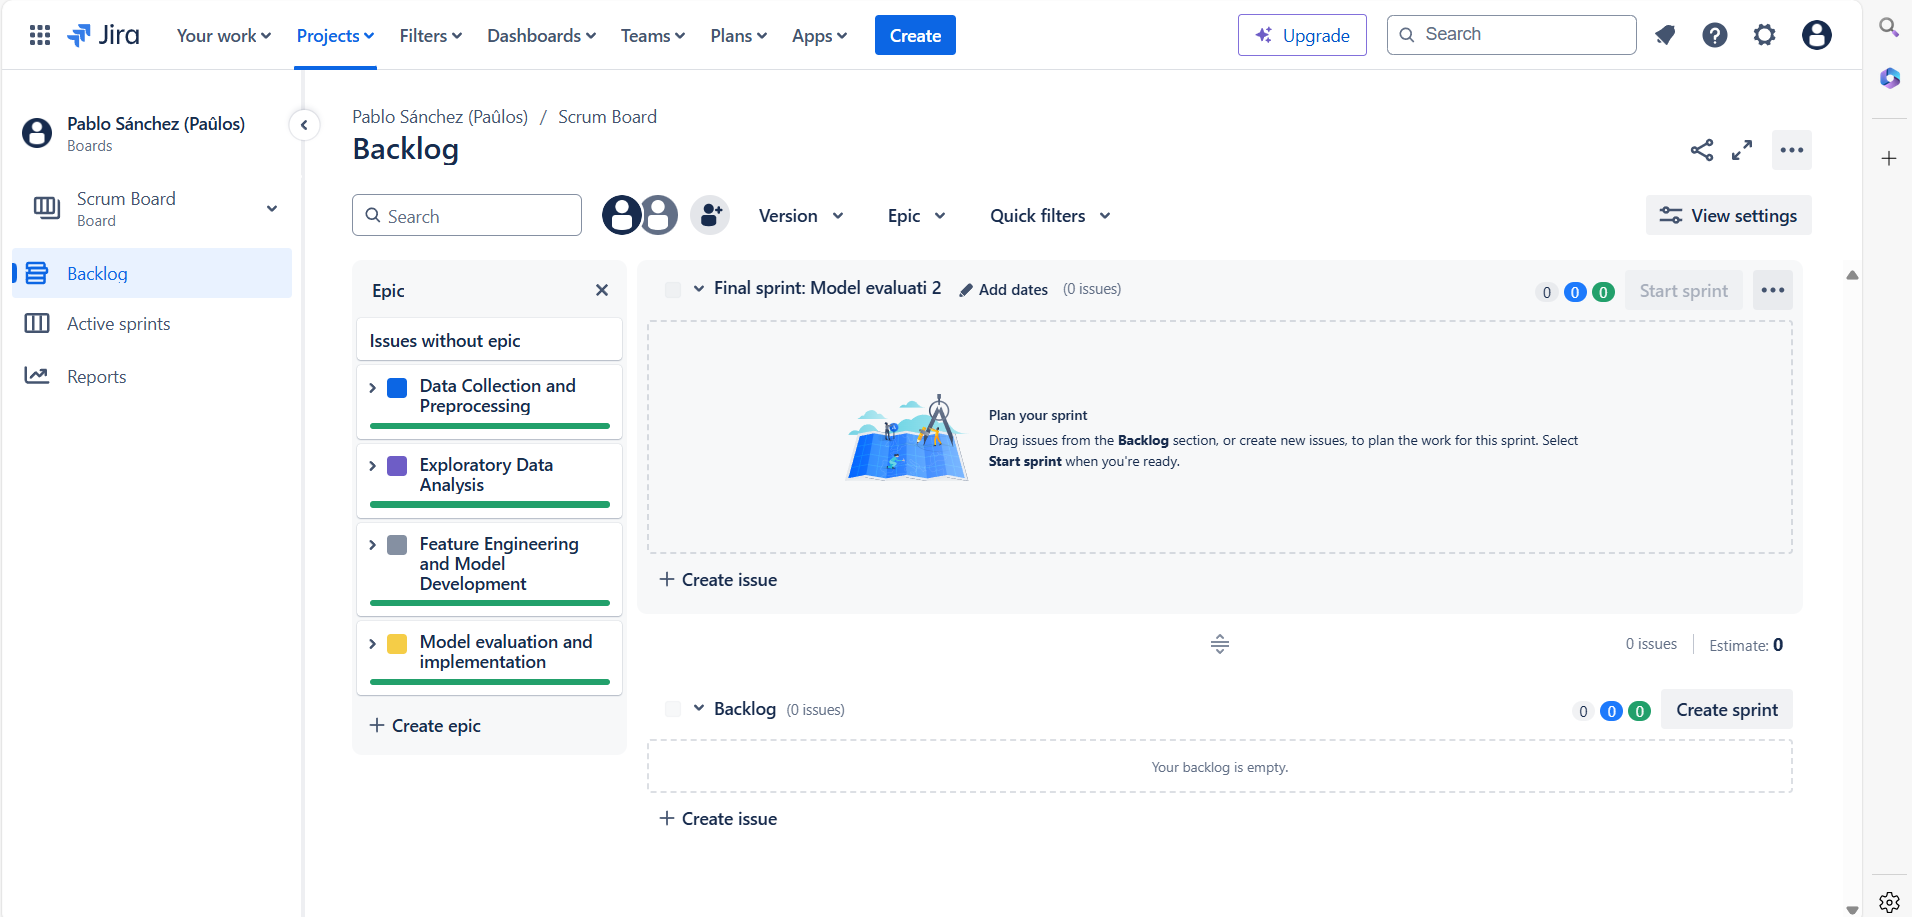 Jira
Your work
Projects
Filters
Dashboards
Teams
Plans
Apps
Create
Upgrade
Search
Pablo Sánchez (Paûlos)
Boards
Scrum Board
Board
Backlog
Active sprints
Reports
Pablo Sánchez (Paûlos) / Scrum Board
Backlog
Search
Version
Epic
Quick filters
View settings
Epic
Issues without epic
Data Collection and
Preprocessing
Exploratory Data
Analysis
Feature Engineering
and Model
Development
Model evaluation and
implementation
Create epic
Final sprint: Model evaluati 2
Add dates
(0 issues)
0 0 0
Start sprint
Plan your sprint
Drag issues from the Backlog section, or create new issues, to plan the work for this sprint. Select
Start sprint when you're ready.
Create issue
0 issues
Estimate: 0
Backlog (0 issues)
0 0 0
Create sprint
Your backlog is empty.
Create issue